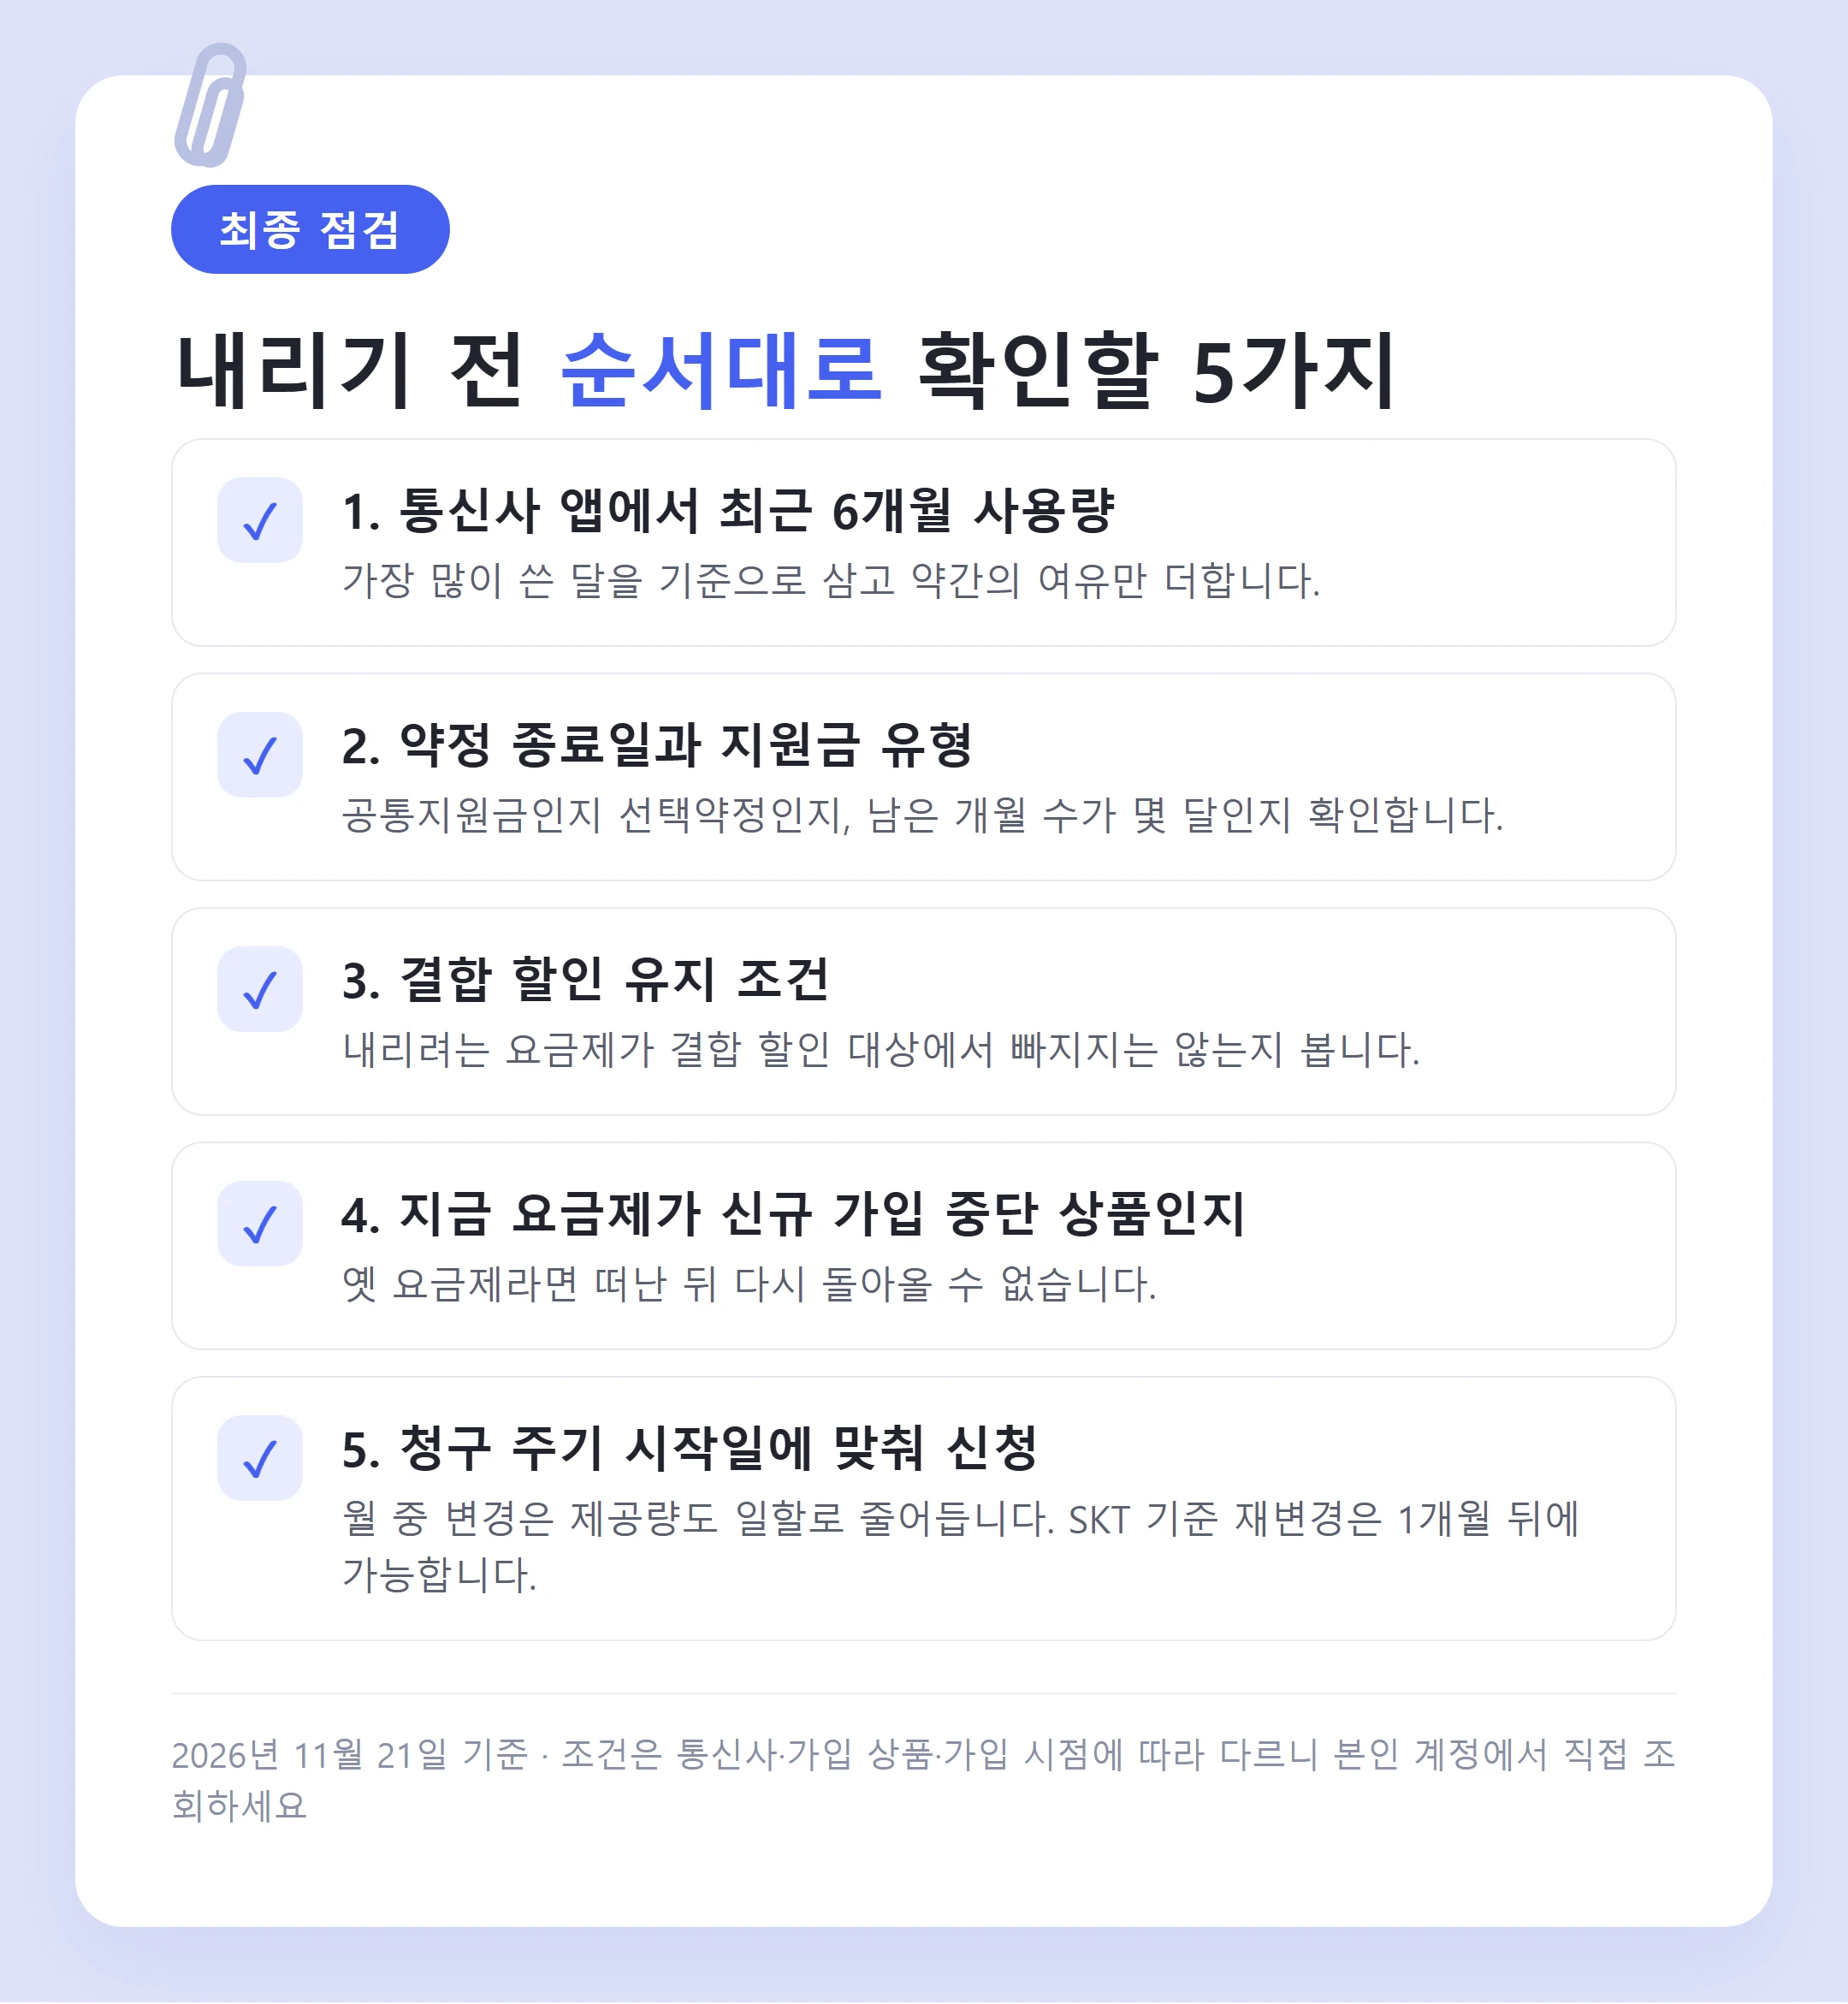 최종 점검
내리기 전 순서대로 확인할 5가지
1. 통신사 앱에서 최근 6개월 사용량
가장 많이 쓴 달을 기준으로 삼고 약간의 여유만 더합니다.
2. 약정 종료일과 지원금 유형
공통지원금인지 선택약정인지, 남은 개월 수가 몇 달인지 확인합니다.
3. 결합 할인 유지 조건
내리려는 요금제가 결합 할인 대상에서 빠지지는 않는지 봅니다.
4. 지금 요금제가 신규 가입 중단 상품인지
옛 요금제라면 떠난 뒤 다시 돌아올 수 없습니다.
5. 청구 주기 시작일에 맞춰 신청
월 중 변경은 제공량도 일할로 줄어듭니다. SKT 기준 재변경은 1개월 뒤에
가능합니다.
2026년 11월 21일 기준 · 조건은 통신사·가입 상품·가입 시점에 따라 다르니 본인 계정에서 직접 조
회하세요